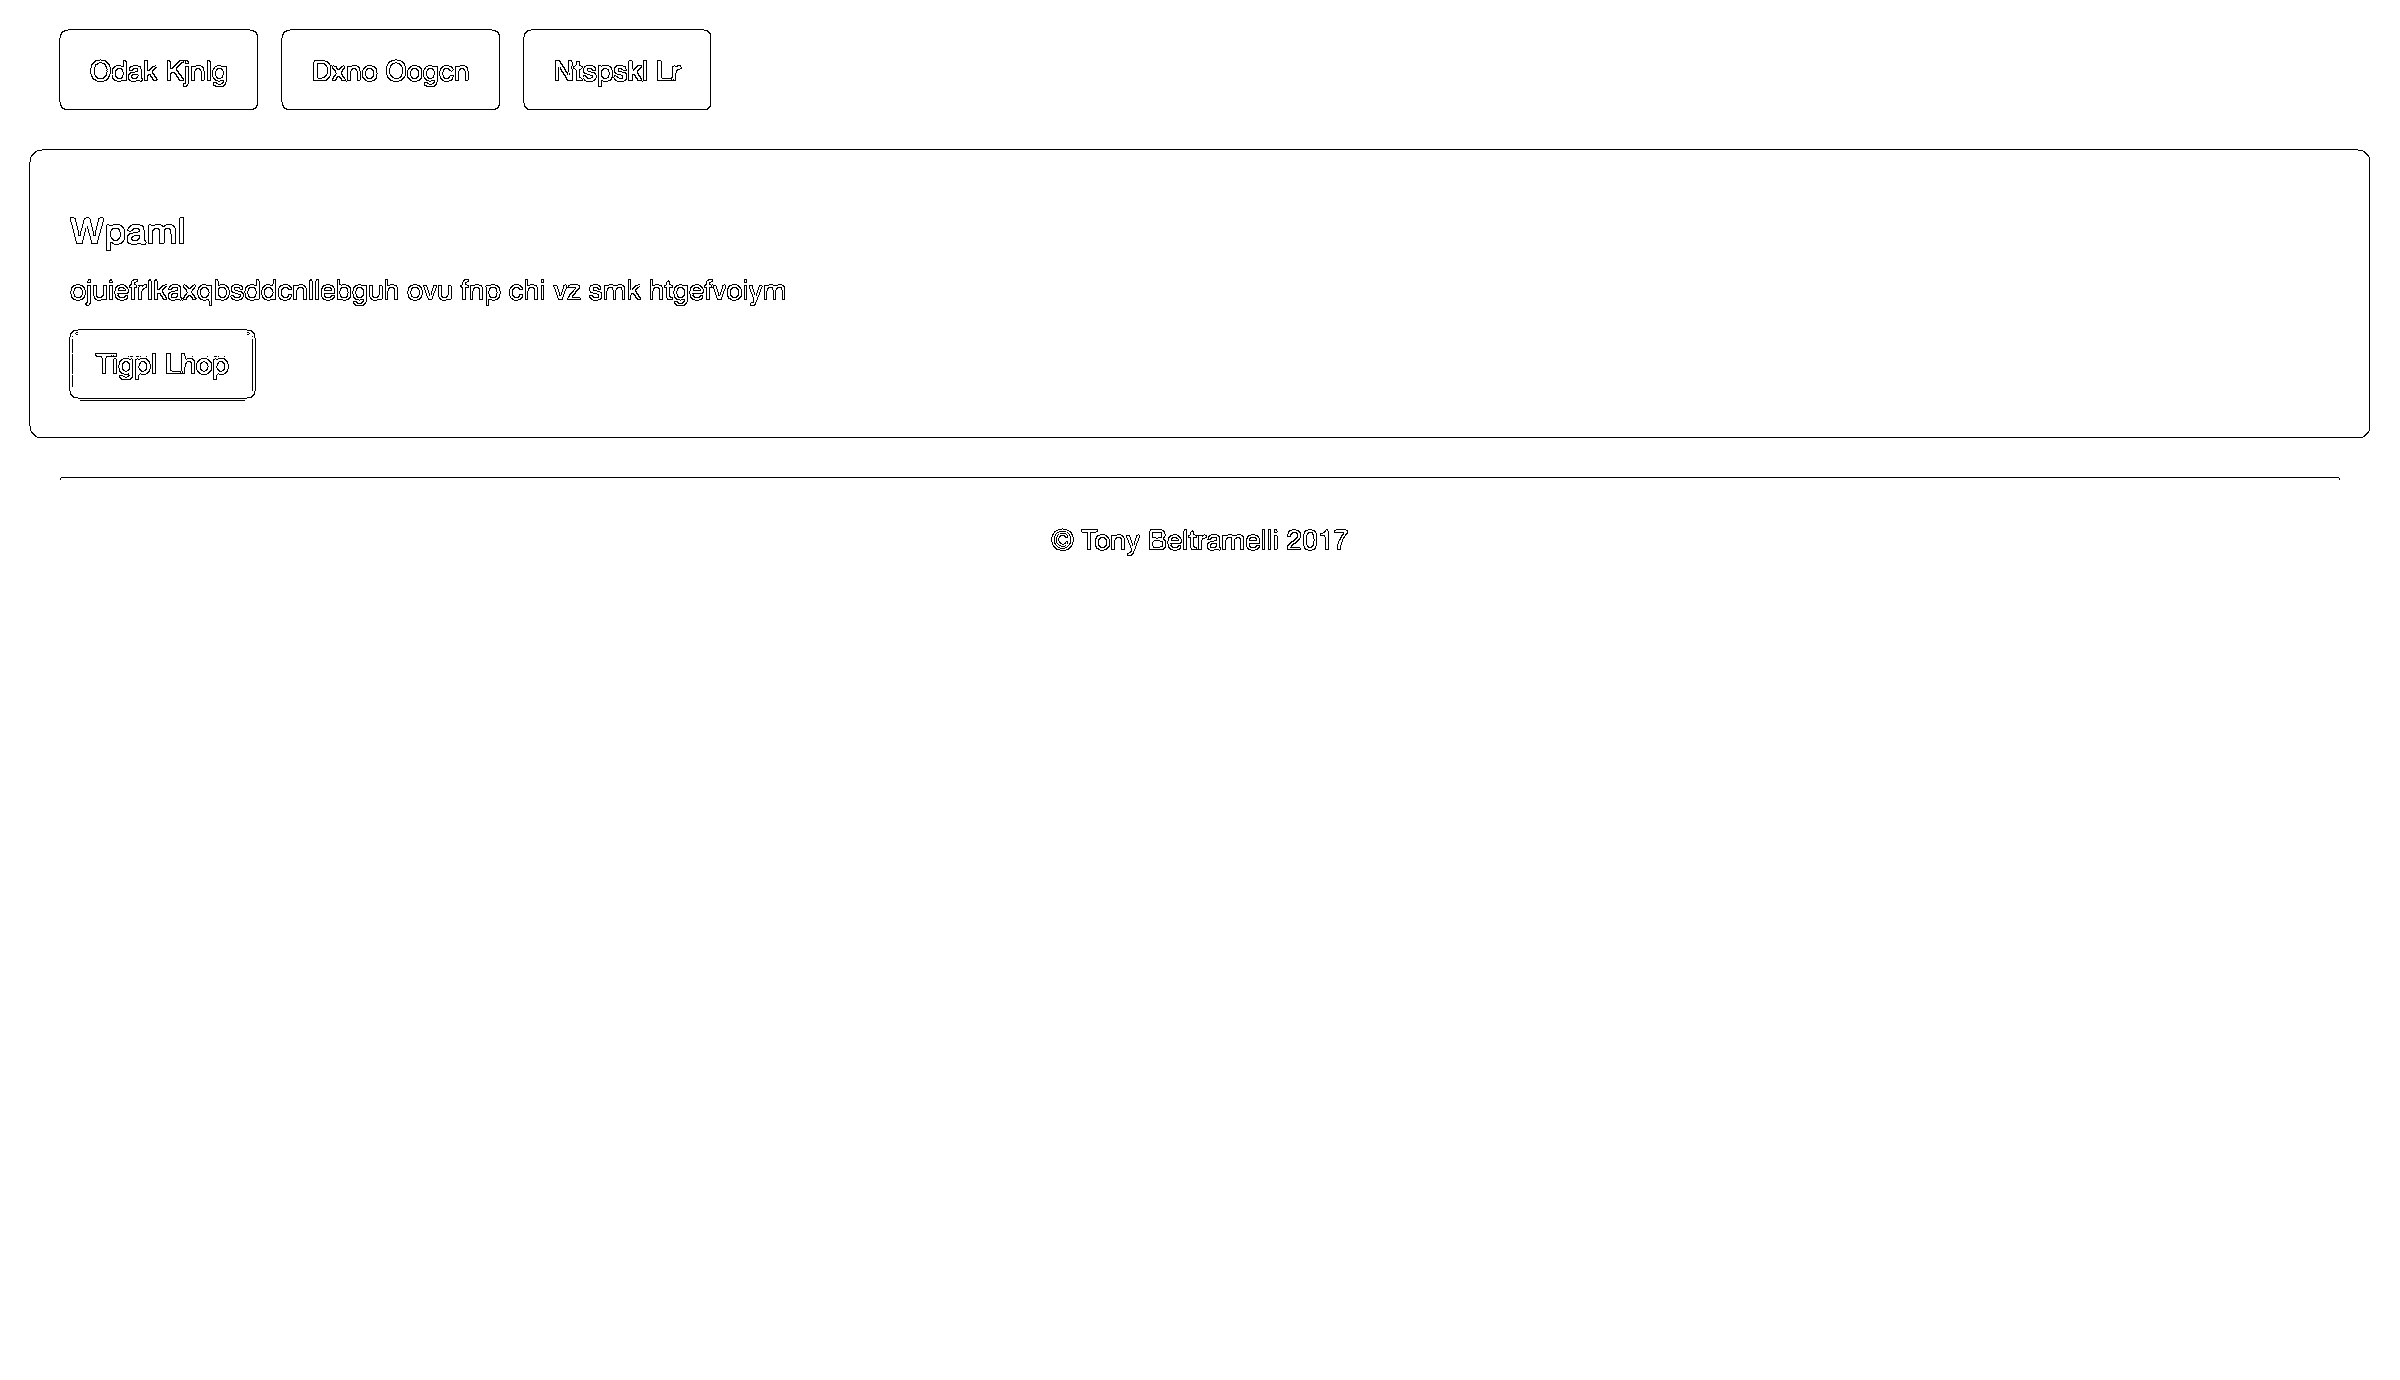 Odak Kjnlg Dxno Oogcn Ntspskl Lr
Wpaml
ojuiefrlkaxqbsddcnllebguh ovu fnp chi vz smk htgefvoiym
Tigpl Lhop
© Tony Beltramelli 2017